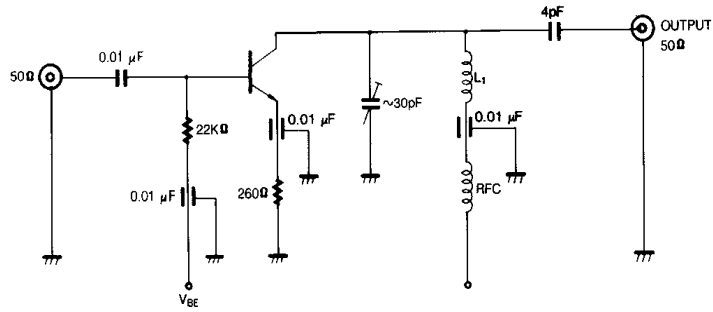 4pF
OUTPUT
50Ω
0.01 µF
50Ω
L1
~30pF
0.01 µF
0.01 µF
22KΩ
0.01 µF
260Ω
RFC
VBE